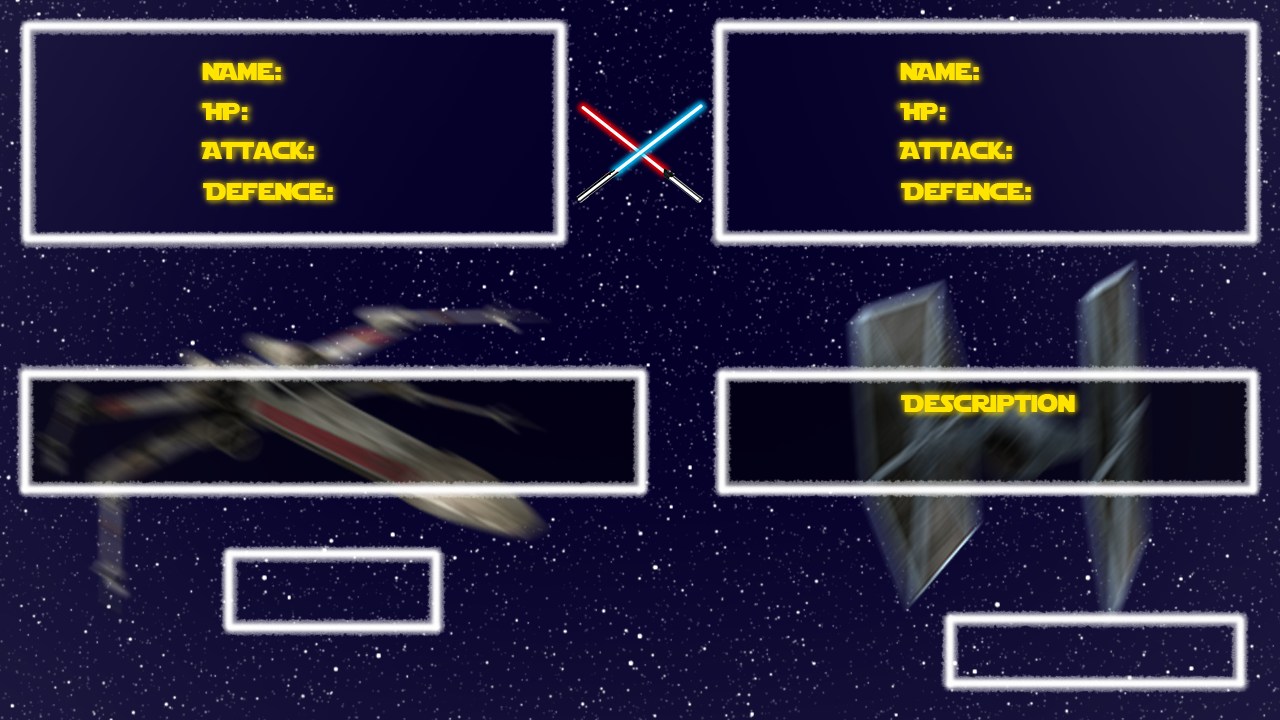 NAME:
HP:
ATTACK:
DEFENCE:
NAME:
HP:
ATTACK:
DEFENCE:
DESCRIPTION